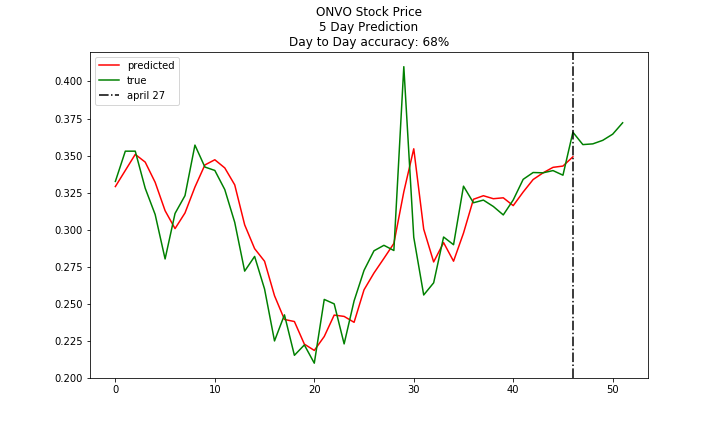 ONVO Stock Price
5 Day Prediction
Day to Day accuracy: 68%
predicted
true
april 27
0.400
0.375
0.350
0.325
0.300
0.275
0.250
0.225
0.200
0 10 20 30 40 50